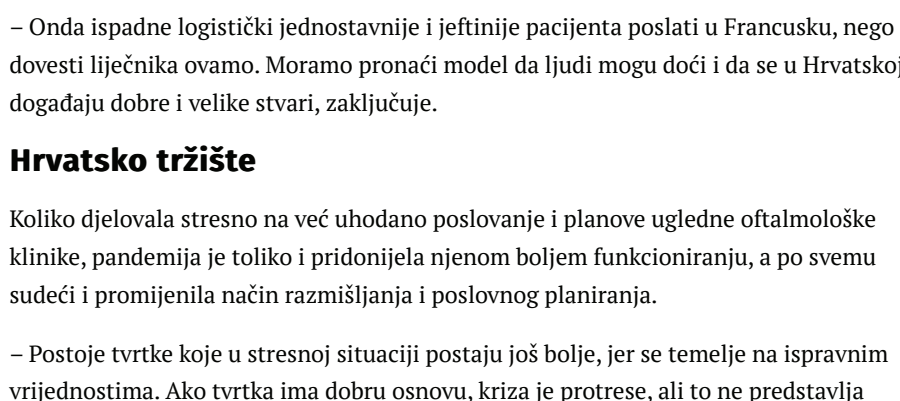 – Onda ispadne logistički jednostavnije i jeftinije pacijenta poslati u Francusku, nego
dovesti liječnika ovamo. Moramo pronaći model da ljudi mogu doći i da se u Hrvatskoj
događaju dobre i velike stvari, zaključuje.
Hrvatsko tržište
Koliko djelovala stresno na već uhodano poslovanje i planove ugledne oftalmološke
klinike, pandemija je toliko i pridonijela njenom boljem funkcioniranju, a po svemu
sudeći i promijenila način razmišljanja i poslovnog planiranja.
– Postoje tvrtke koje u stresnoj situaciji postaju još bolje, jer se temelje na ispravnim
vrijednostima. Ako tvrtka ima dobru osnovu, kriza je protrese, ali to ne predstavlja